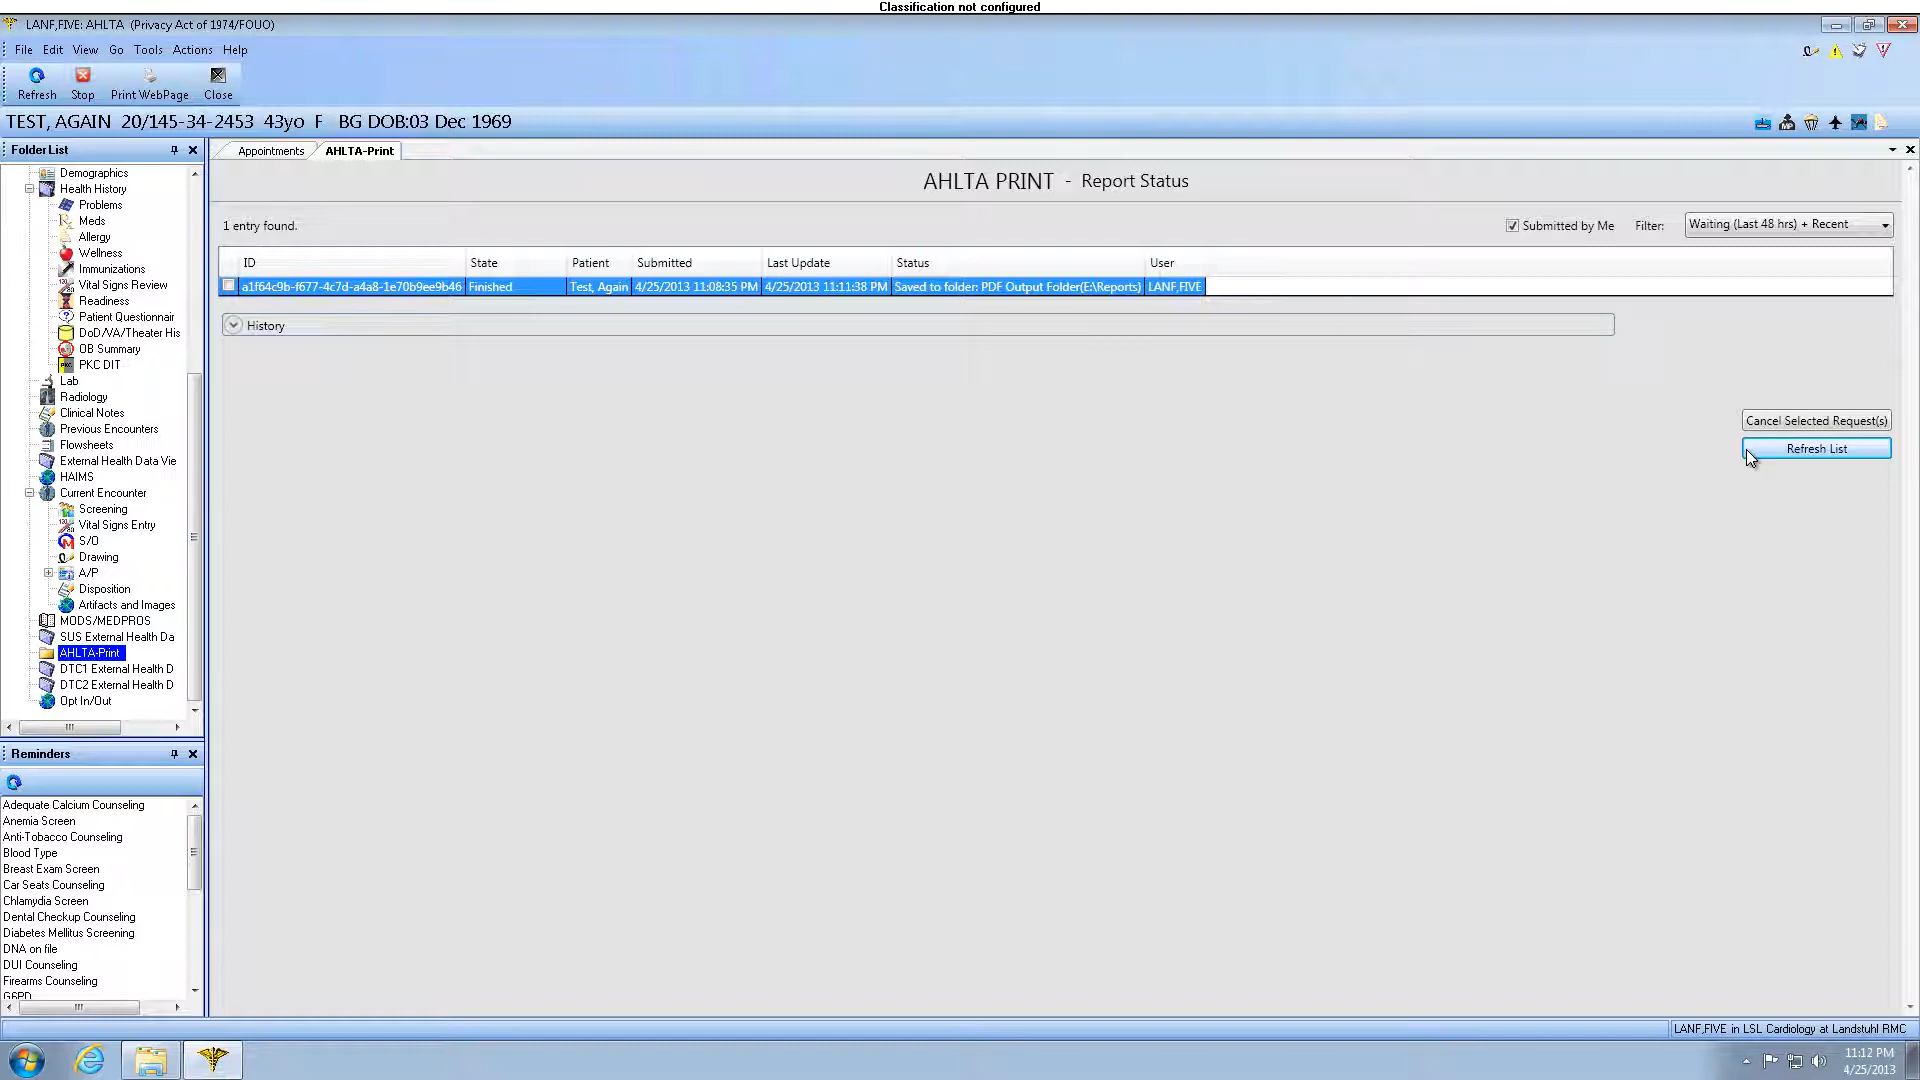 Classification not configured
LANF,FIVE: AHLTA (Privacy Act of 1974/FOUO)
File Edit View Go Tools Actions Help
Refresh Stop Print WebPage Close
TEST, AGAIN 20/145-34-2453 43yo F BG DOB:03 Dec 1969
Folder List
Appointments AHLTA-Print
Demographics
Health History
Problems
Meds
Allergy
Wellness
Immunizations
Vital Signs Review
Readiness
Patient Questionnair
DoD/VA/Theater His
OB Summary
PKC DIT
Lab
Radiology
Clinical Notes
Previous Encounters
Flowsheets
External Health Data Vie
HAIMS
Current Encounter
Screening
Vital Signs Entry
S/O
Drawing
A/P
Disposition
Artifacts and Images
MODS/MEDPROS
SUS External Health Da
AHLTA-Print
DTC1 External Health D
DTC2 External Health D
Opt In/Out
AHLTA PRINT - Report Status
1 entry found.
Submitted by Me Filter: Waiting (Last 48 hrs) + Recent
ID State Patient Submitted Last Update Status User
a1f64c9b-f677-4c7d-a4a8-1e70b9ee9b46 Finished Test, Again 4/25/2013 11:08:35 PM 4/25/2013 11:11:38 PM Saved to folder: PDF Output Folder(E:\Reports) LANF,FIVE
History
Cancel Selected Request(s)
Refresh List
Reminders
Adequate Calcium Counseling
Anemia Screen
Anti-Tobacco Counseling
Blood Type
Breast Exam Screen
Car Seats Counseling
Chlamydia Screen
Dental Checkup Counseling
Diabetes Mellitus Screening
DNA on file
DUI Counseling
Firearms Counseling
G6PD
LANF,FIVE in LSL Cardiology at Landstuhl RMC
11:12 PM
4/25/2013